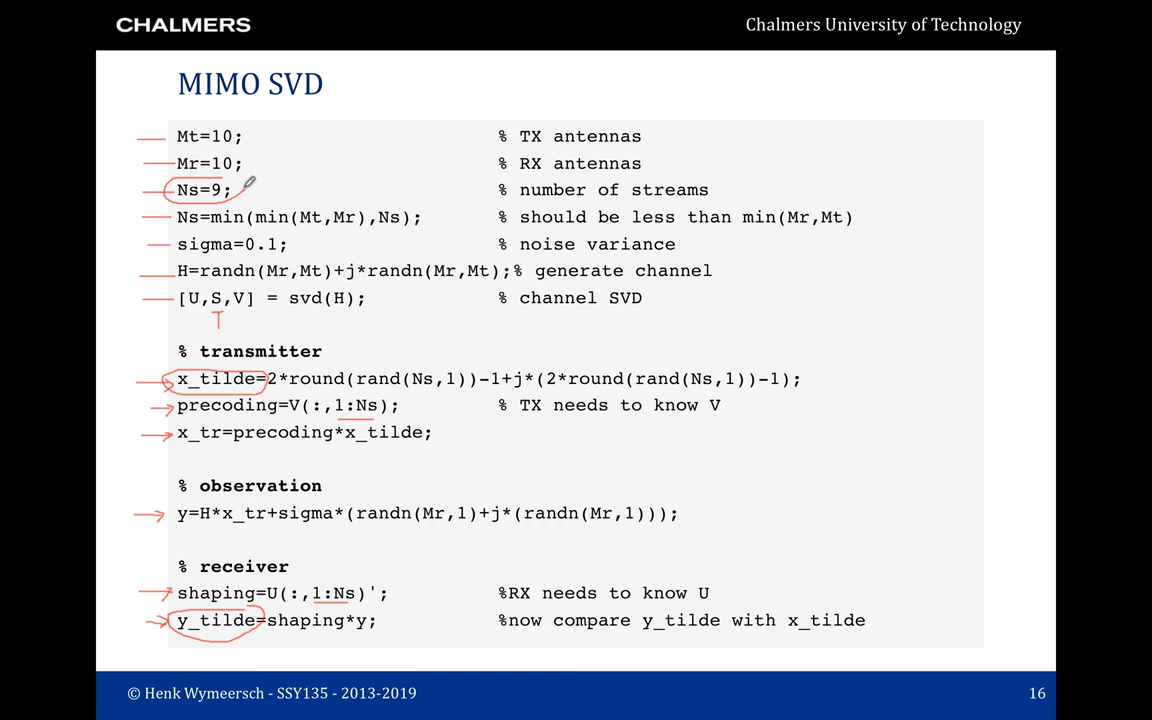 CHALMERS
Chalmers University of Technology
MIMO SVD
Mt=10; % TX antennas
Mr=10; % RX antennas
Ns=9; % number of streams
Ns=min(min(Mt,Mr),Ns); % should be less than min(Mr,Mt)
sigma=0.1; % noise variance
H=randn(Mr,Mt)+j*randn(Mr,Mt);% generate channel
[U,S,V] = svd(H); % channel SVD
% transmitter
x_tilde=2*round(rand(Ns,1))-1+j*(2*round(rand(Ns,1))-1);
precoding=V(:,1:Ns); % TX needs to know V
x_tr=precoding*x_tilde;
% observation
y=H*x_tr+sigma*(randn(Mr,1)+j*(randn(Mr,1)));
% receiver
shaping=U(:,1:Ns)'; %RX needs to know U
y_tilde=shaping*y; %now compare y_tilde with x_tilde
© Henk Wymeersch - SSY135 - 2013-2019
16